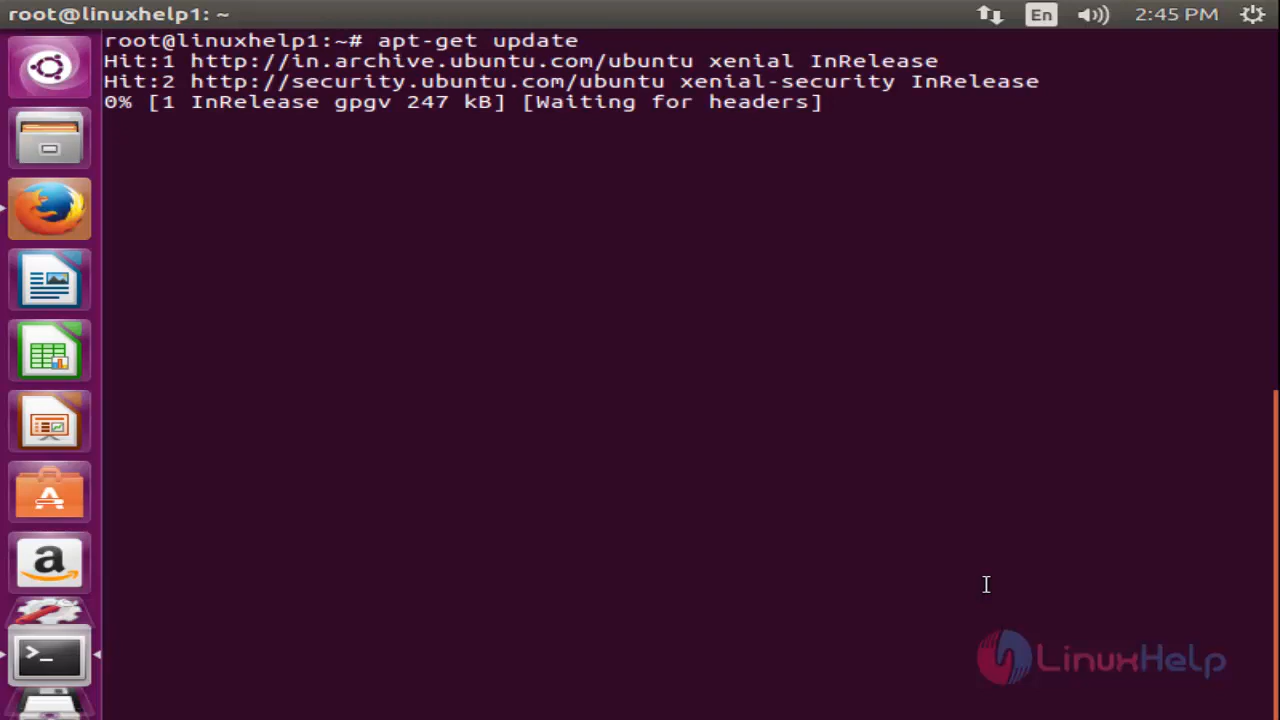 root@linuxhelp1: ~
En
2:45 PM
root@linuxhelp1:~# apt-get update
Hit:1 http://in.archive.ubuntu.com/ubuntu xenial InRelease
Hit:2 http://security.ubuntu.com/ubuntu xenial-security InRelease
0% [1 InRelease gpgv 247 kB] [Waiting for headers]
a
>_
LinuxHelp